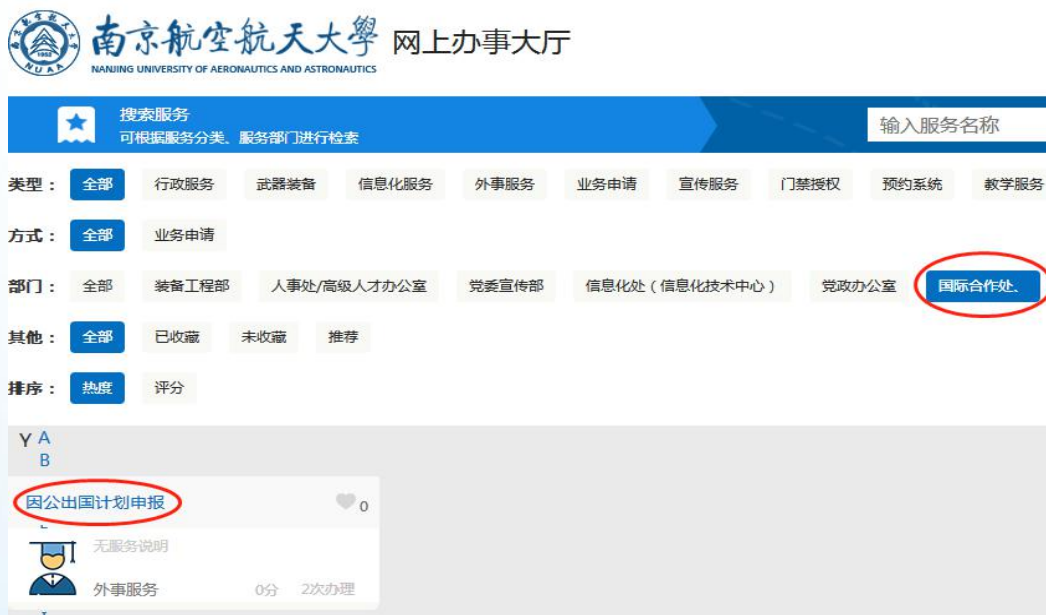 南京航空航天大學 网上办事大厅
NANJING UNIVERSITY OF AERONAUTICS AND ASTRONAUTICS
1952
NUAA
搜索服务
可根据服务分类、服务部门进行检索
输入服务名称
类型： 全部 行政服务 武器装备 信息化服务 外事服务 业务申请 宣传服务 门禁授权 预约系统 教学服务
方式： 全部 业务申请
部门： 全部 装备工程部 人事处/高级人才办公室 党委宣传部 信息化处（信息化技术中心） 党政办公室 国际合作处、
其他： 全部 已收藏 未收藏 推荐
排序： 热度 评分
Y A
B
因公出国计划申报 0
无服务说明
外事服务 0分 2次办理